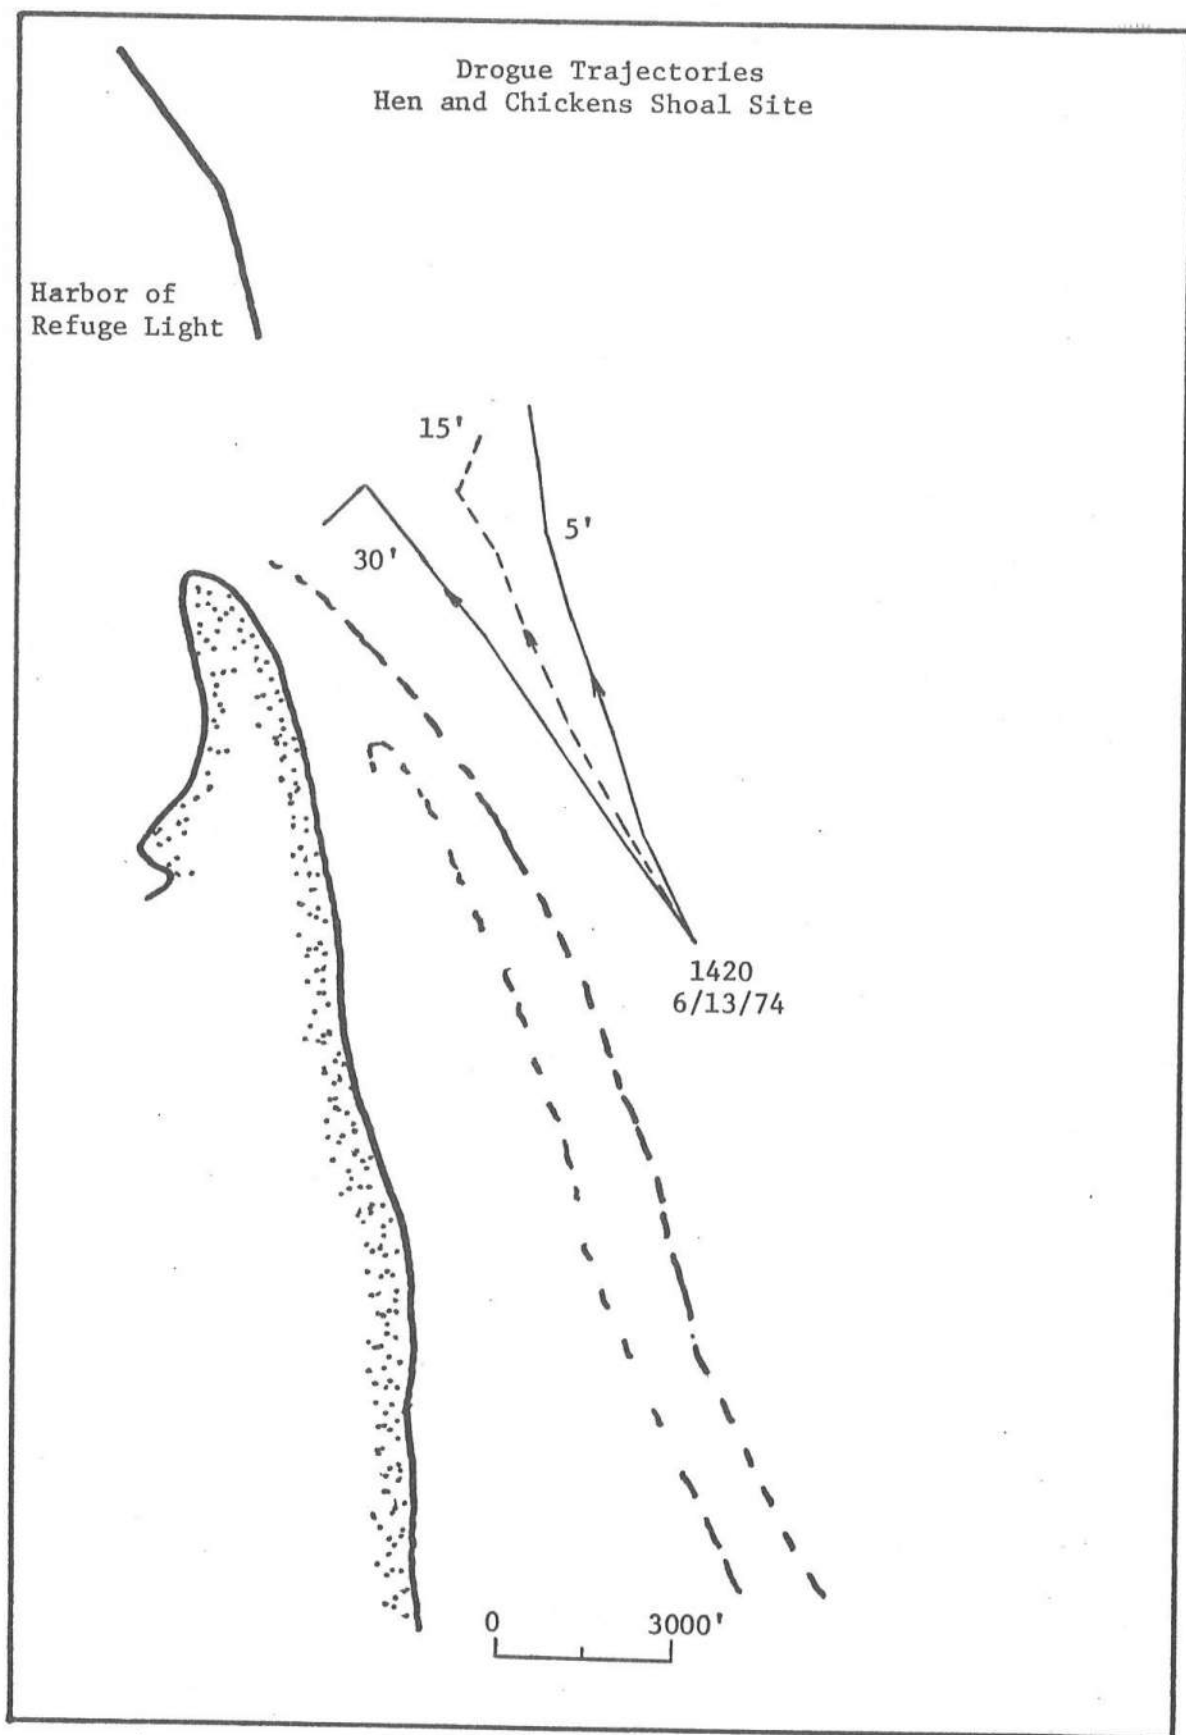 Drogue Trajectories
Hen and Chickens Shoal Site
Harbor of
Refuge Light
15'
5'
30'
1420
6/13/74
0 3000'